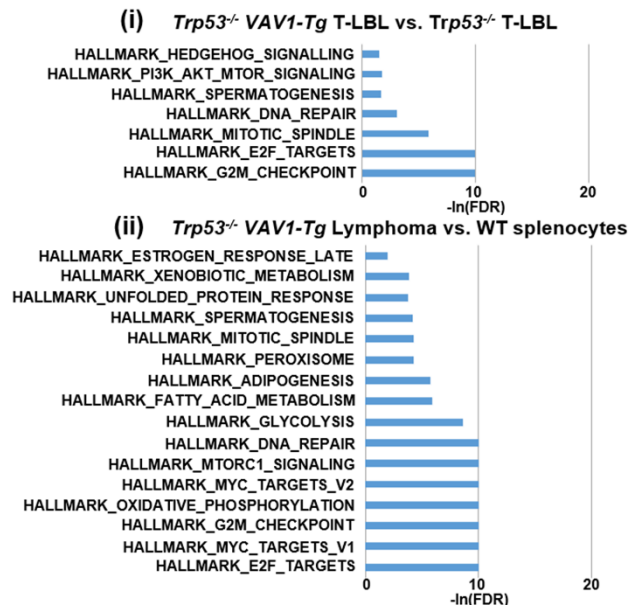 (i) Trp53-/- VAV1-Tg T-LBL vs. Trp53-/- T-LBL
HALLMARK_HEDGEHOG_SIGNALLING
HALLMARK_PI3K_AKT_MTOR_SIGNALING
HALLMARK_SPERMATOGENESIS
HALLMARK_DNA_REPAIR
HALLMARK_MITOTIC_SPINDLE
HALLMARK_E2F_TARGETS
HALLMARK_G2M_CHECKPOINT
0 10 20
-ln(FDR)
(ii) Trp53-/- VAV1-Tg Lymphoma vs. WT splenocytes
HALLMARK_ESTROGEN_RESPONSE_LATE
HALLMARK_XENOBIOTIC_METABOLISM
HALLMARK_UNFOLDED_PROTEIN_RESPONSE
HALLMARK_SPERMATOGENESIS
HALLMARK_MITOTIC_SPINDLE
HALLMARK_PEROXISOME
HALLMARK_ADIPOGENESIS
HALLMARK_FATTY_ACID_METABOLISM
HALLMARK_GLYCOLYSIS
HALLMARK_DNA_REPAIR
HALLMARK_MTORC1_SIGNALING
HALLMARK_MYC_TARGETS_V2
HALLMARK_OXIDATIVE_PHOSPHORYLATION
HALLMARK_G2M_CHECKPOINT
HALLMARK_MYC_TARGETS_V1
HALLMARK_E2F_TARGETS
0 10 20
-ln(FDR)